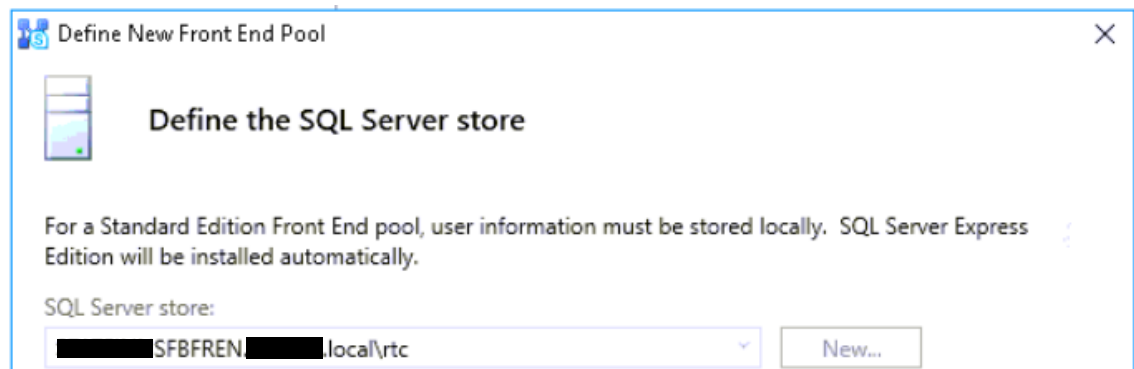 Define New Front End Pool
Define the SQL Server store
For a Standard Edition Front End pool, user information must be stored locally.  SQL Server Express
Edition will be installed automatically.
SQL Server store:
SFBFREN. .local\rtc
New...